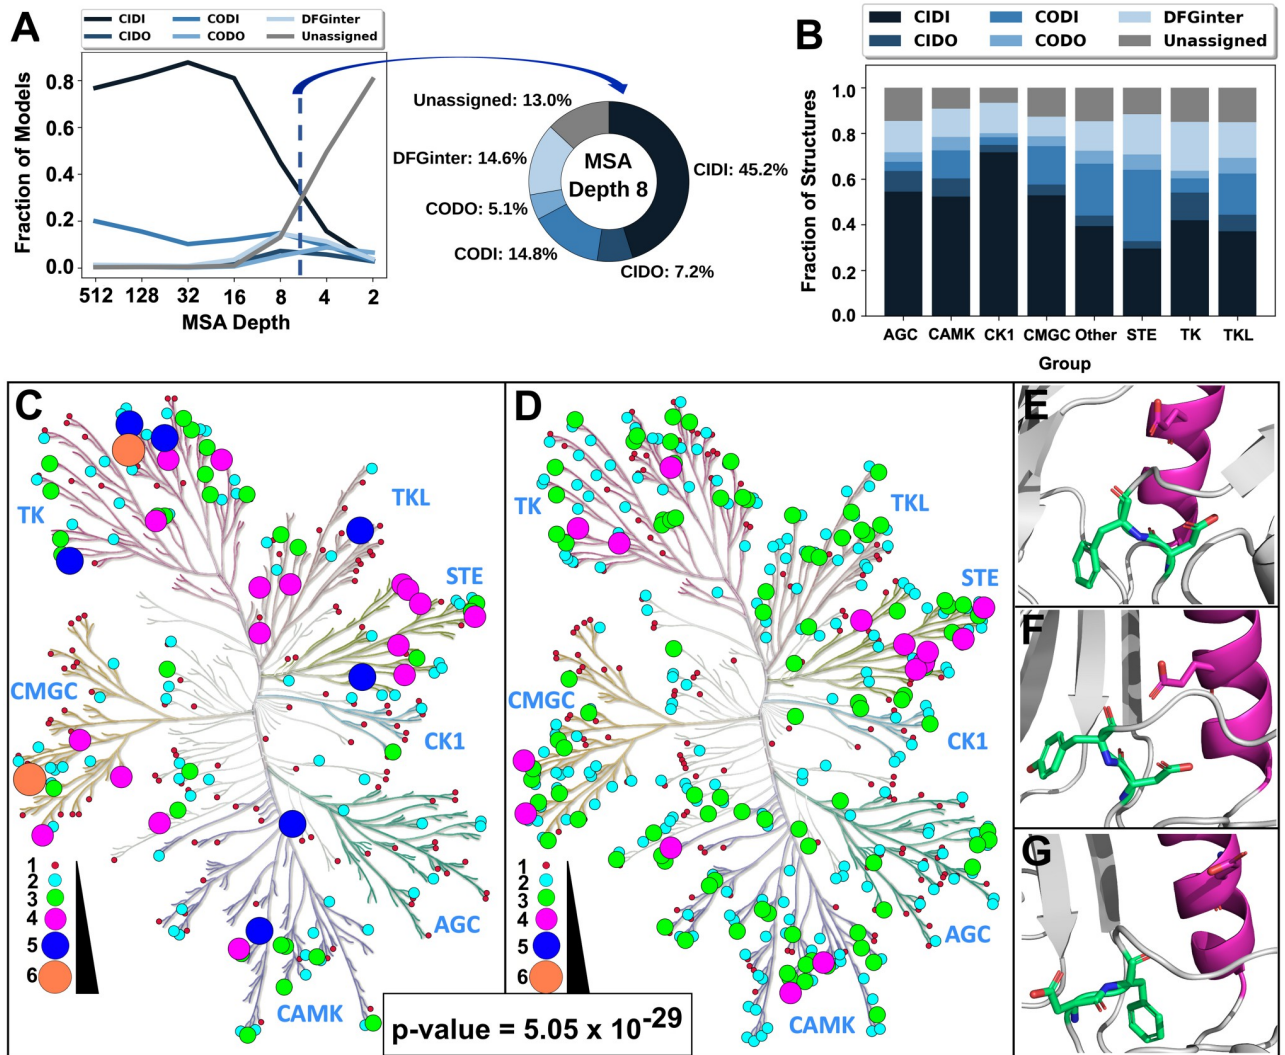 A
CIDI CODI DFGinter
CIDO CODO Unassigned
Fraction of Models
0.8
0.6
0.4
0.2
0.0
512 128 32 16 8 4 2
MSA Depth
Unassigned: 13.0%
DFGinter: 14.6%
CODO: 5.1%
CODI: 14.8%
CIDO: 7.2%
CIDI: 45.2%
MSA
Depth 8
B
CIDI CODI DFGinter
CIDO CODO Unassigned
Fraction of Structures
1.0
0.8
0.6
0.4
0.2
0.0
AGC CAMK CK1 CMGC Other STE TK TKL
Group
C
TK
TKL
STE
CMGC
CK1
AGC
CAMK
1
2
3
4
5
6
D
TK
TKL
STE
CMGC
CK1
AGC
CAMK
1
2
3
4
5
6
p-value = 5.05 x 10-29
E
F
G